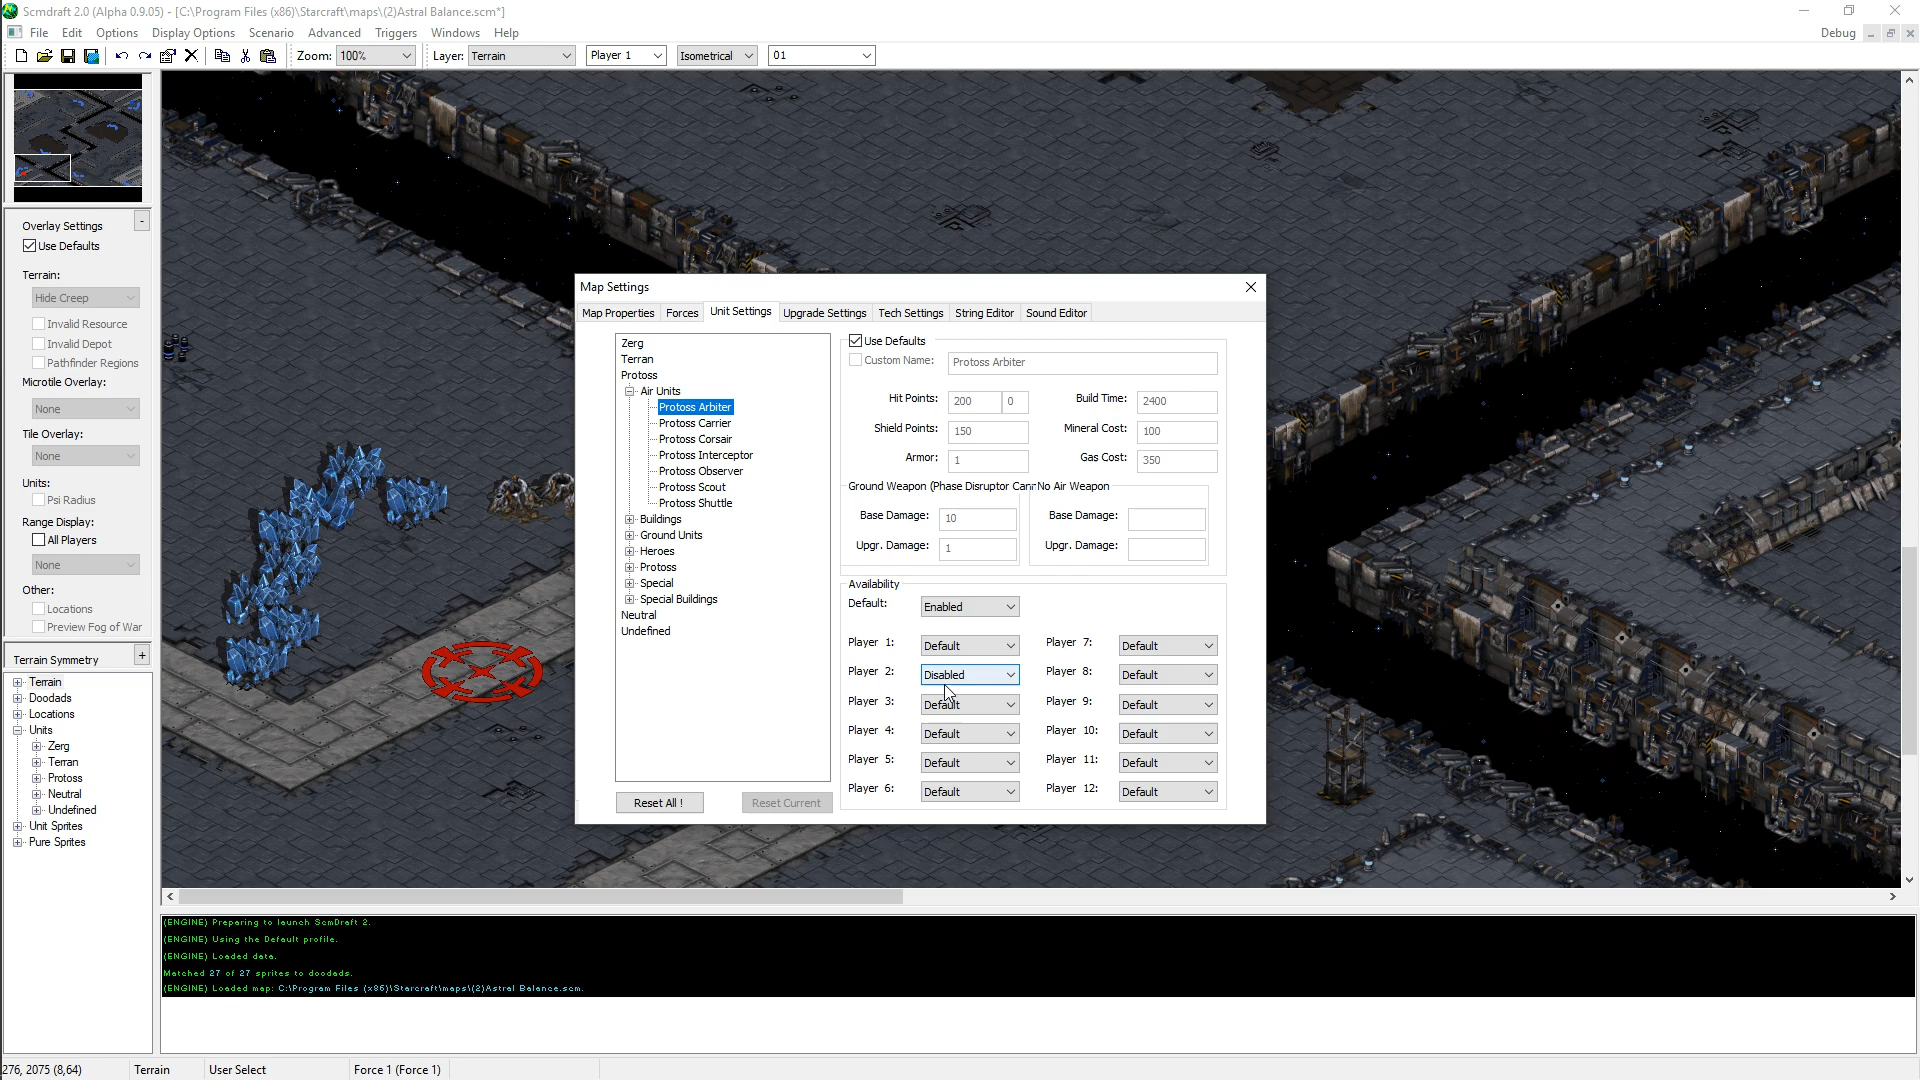 Scmdraft 2.0 (Alpha 0.9.05) - [C:\Program Files (x86)\Starcraft\maps\(2)Astral Balance.scm*]
File Edit Options Display Options Scenario Advanced Triggers Windows Help Debug
Zoom: 100% Layer: Terrain Player 1 Isometrical 01
Overlay Settings -
Use Defaults
Terrain:
Hide Creep
Invalid Resource
Invalid Depot
Pathfinder Regions
Microtile Overlay:
None
Tile Overlay:
None
Units:
Psi Radius
Range Display:
All Players
None
Other:
Locations
Preview Fog of War
Terrain Symmetry +
Terrain
Doodads
Locations
Units
Zerg
Terran
Protoss
Neutral
Undefined
Unit Sprites
Pure Sprites
Map Settings
Map Properties Forces Unit Settings Upgrade Settings Tech Settings String Editor Sound Editor
Zerg
Terran
Protoss
Air Units
Protoss Arbiter
Protoss Carrier
Protoss Corsair
Protoss Interceptor
Protoss Observer
Protoss Scout
Protoss Shuttle
Buildings
Ground Units
Heroes
Protoss
Special
Special Buildings
Neutral
Undefined
Reset All ! Reset Current
Use Defaults
Custom Name: Protoss Arbiter
Hit Points: 200 0 Build Time: 2400
Shield Points: 150 Mineral Cost: 100
Armor: 1 Gas Cost: 350
Ground Weapon (Phase Disruptor Canr No Air Weapon
Base Damage: 10 Base Damage:
Upgr. Damage: 1 Upgr. Damage:
Availability
Default: Enabled
Player 1: Default Player 7: Default
Player 2: Disabled Player 8: Default
Player 3: Default Player 9: Default
Player 4: Default Player 10: Default
Player 5: Default Player 11: Default
Player 6: Default Player 12: Default
(ENGINE) Preparing to launch ScmDraft 2.
(ENGINE) Using the Default profile.
(ENGINE) Loaded data.
Matched 27 of 27 sprites to doodads.
(ENGINE) Loaded map: C:\Program Files (x86)\Starcraft\maps\(2)Astral Balance.scm.
276, 2075 (8,64) Terrain User Select Force 1 (Force 1)